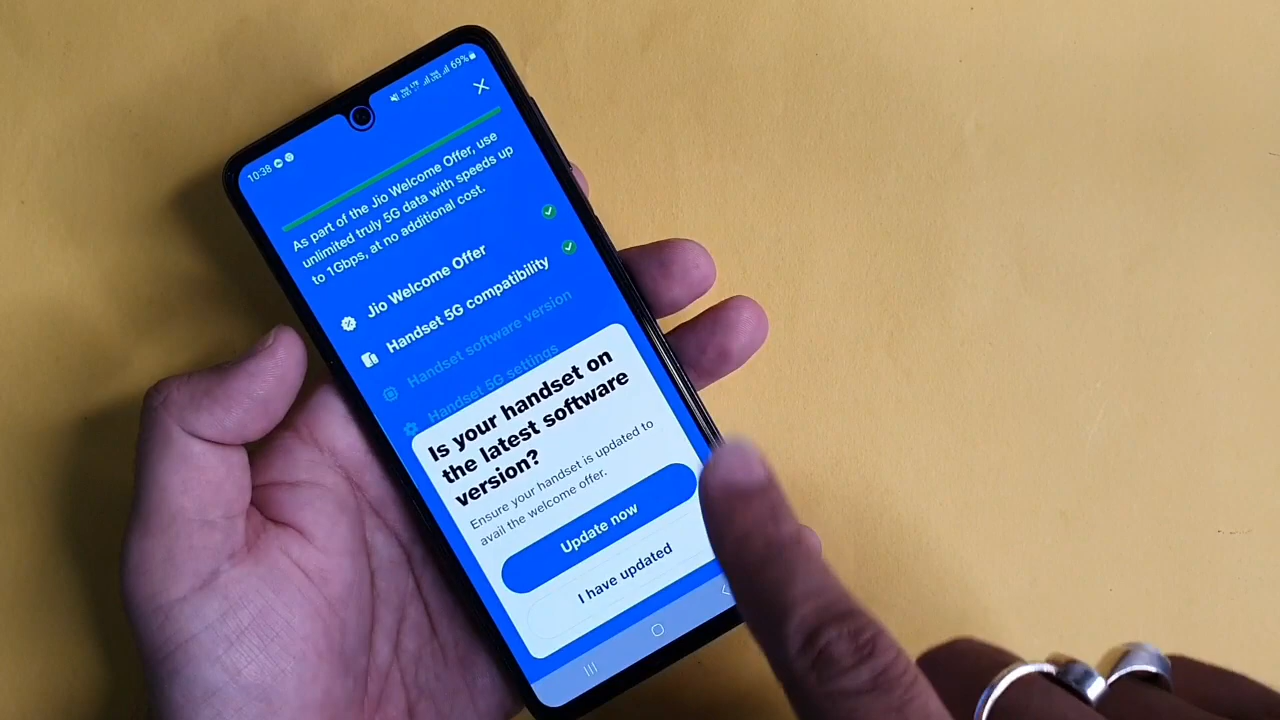 10:38
69%
As part of the Jio Welcome Offer, use
unlimited truly 5G data with speeds up
to 1Gbps, at no additional cost.
Jio Welcome Offer
Handset 5G compatibility
Handset software version
Handset 5G settings
Is your handset on
the latest software
version?
Ensure your handset is updated to
avail the welcome offer.
Update now
I have updated